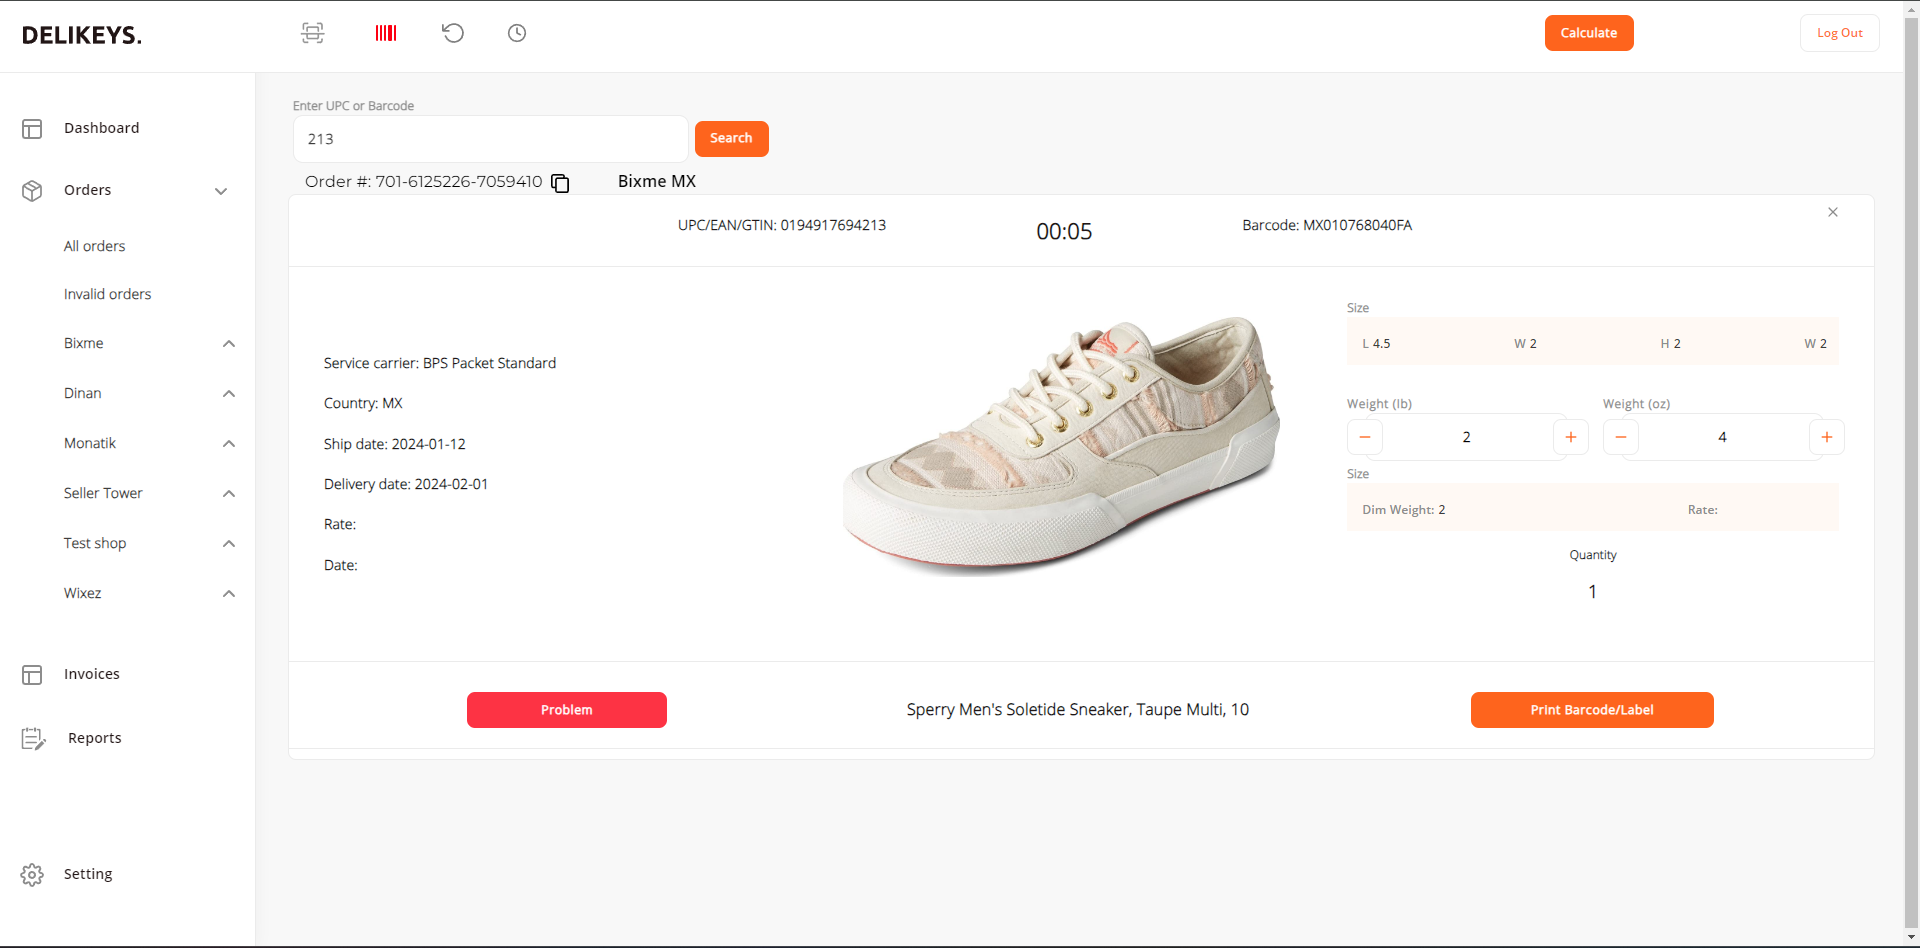 DELIKEYS.
Calculate
Log Out
Dashboard
Orders
All orders
Invalid orders
Bixme
Dinan
Monatik
Seller Tower
Test shop
Wixez
Invoices
Reports
Setting
Enter UPC or Barcode
213
Search
Order #: 701-6125226-7059410
Bixme MX
UPC/EAN/GTIN: 0194917694213
00:05
Barcode: MX010768040FA
Service carrier: BPS Packet Standard
Country: MX
Ship date: 2024-01-12
Delivery date: 2024-02-01
Rate:
Date:
Size
L 4.5 W 2 H 2 W 2
Weight (lb)
− 2 +
Weight (oz)
− 4 +
Size
Dim Weight: 2 Rate:
Quantity
1
Problem
Sperry Men's Soletide Sneaker, Taupe Multi, 10
Print Barcode/Label